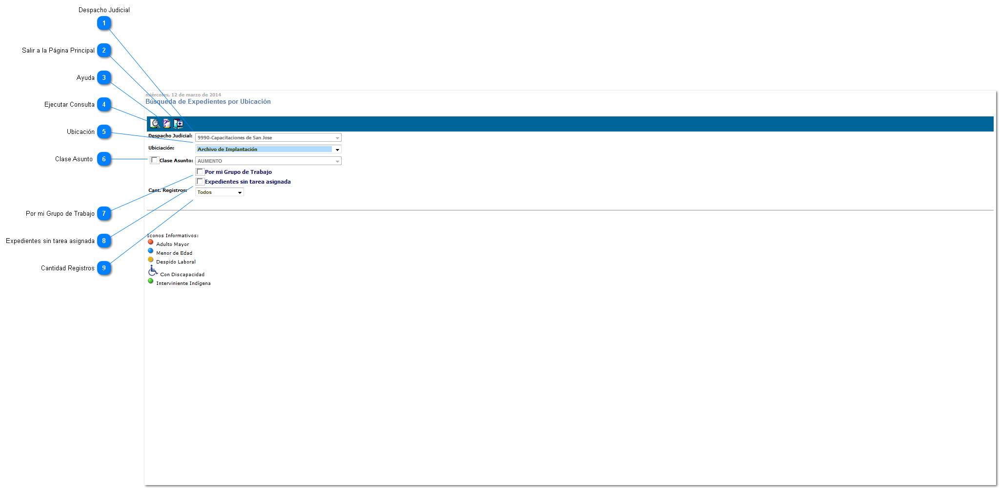 Despacho Judicial
1
Salir a la Página Principal 2
Ayuda 3
Ejecutar Consulta 4
Ubicación 5
Clase Asunto 6
Por mi Grupo de Trabajo 7
Expedientes sin tarea asignada 8
Cantidad Registros 9
miércoles, 12 de marzo de 2014
Búsqueda de Expedientes por Ubicación
Despacho Judicial: 9990-Capacitaciones de San Jose
Ubiciación: Archivo de Implantación
Clase Asunto: AUMENTO
Por mi Grupo de Trabajo
Expedientes sin tarea asignada
Cant. Registros: Todos
Iconos Informativos:
Adulto Mayor
Menor de Edad
Despido Laboral
Con Discapacidad
Interviniente Indígena